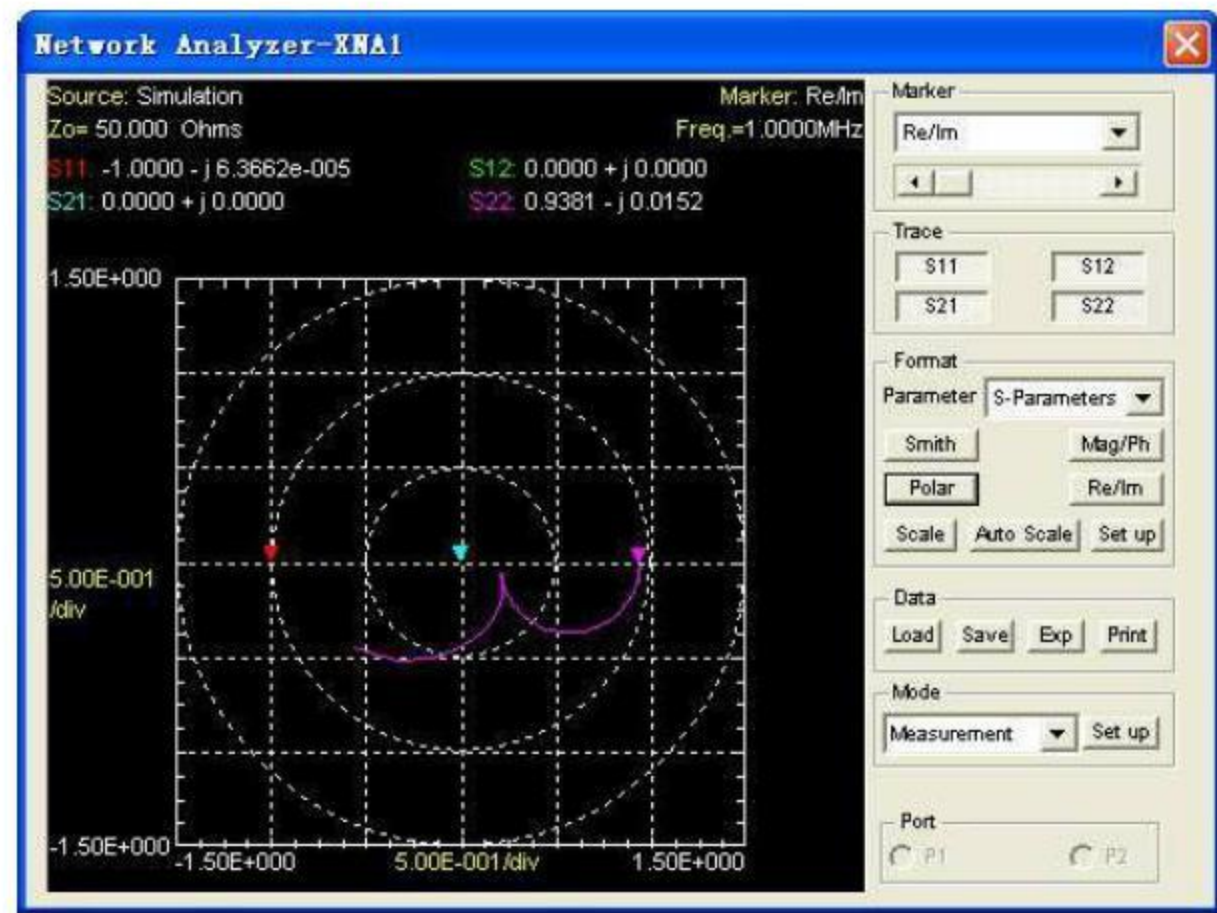 Network Analyzer-XNA1
Source: Simulation
Marker: Re/Im
Zo= 50.000 Ohms
Freq.=1.0000MHz
S11: -1.0000 - j 6.3662e-005
S12: 0.0000 + j 0.0000
S21: 0.0000 + j 0.0000
S22: 0.9381 - j 0.0152
1.50E+000
5.00E-001
/div
-1.50E+000
-1.50E+000
5.00E-001/div
1.50E+000
Marker
Re/Im
Trace
S11
S12
S21
S22
Format
Parameter
S-Parameters
Smith
Mag/Ph
Polar
Re/Im
Scale
Auto Scale
Set up
Data
Load
Save
Exp
Print
Mode
Measurement
Set up
Port
P1
P2